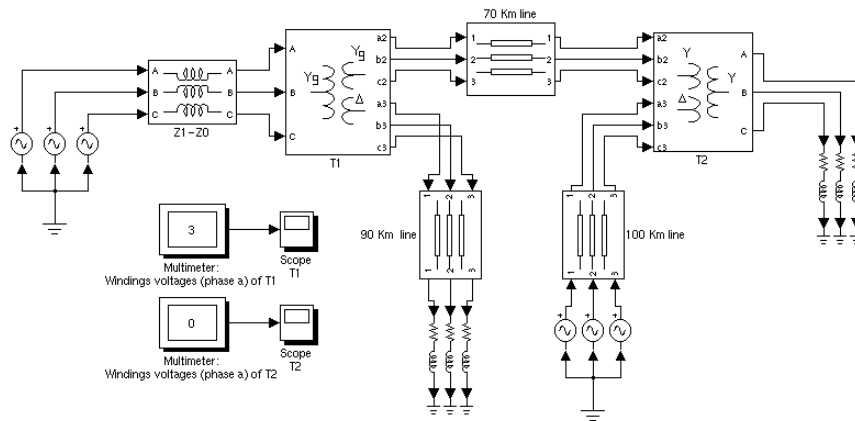 70 Km line
a2
b2
c2
a3
b3
c3
A
B
C
Yg
Yg
Δ
T1
1
2
3
1
2
3
a2
b2
c2
a3
b3
c3
Y
Δ
Y
A
B
C
T2
A
B
C
A
B
C
Z1-Z0
+
+
+
1
2
3
1
2
3
90 Km line
1
2
3
1
2
3
100 Km line
+
+
+
3
Multimeter:
Windings voltages (phase a) of T1
Scope
T1
0
Multimeter:
Windings voltages (phase a) of T2
Scope
T2